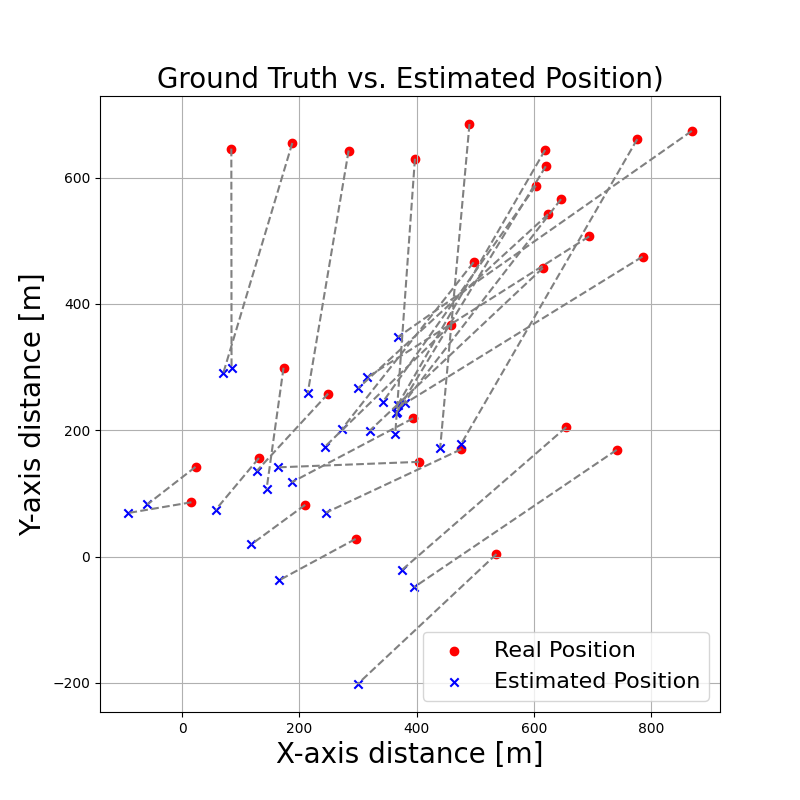 Ground Truth vs. Estimated Position)
Y-axis distance [m]
600
400
200
0
−200
0 200 400 600 800
X-axis distance [m]
Real Position
Estimated Position